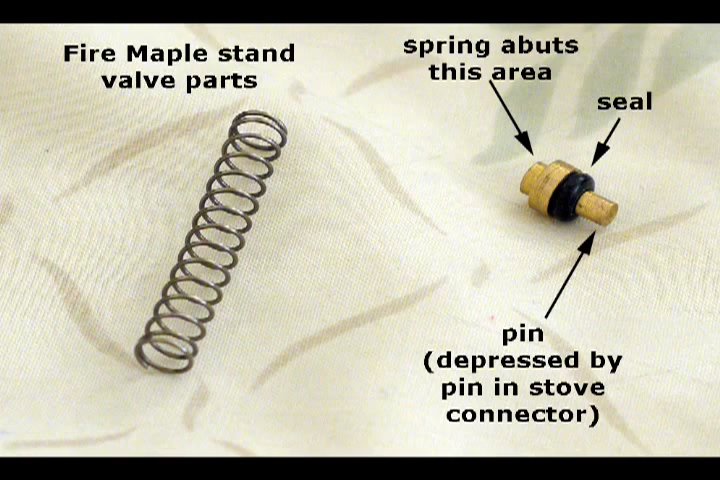 Fire Maple stand
valve parts
spring abuts
this area
seal
pin
(depressed by
pin in stove
connector)